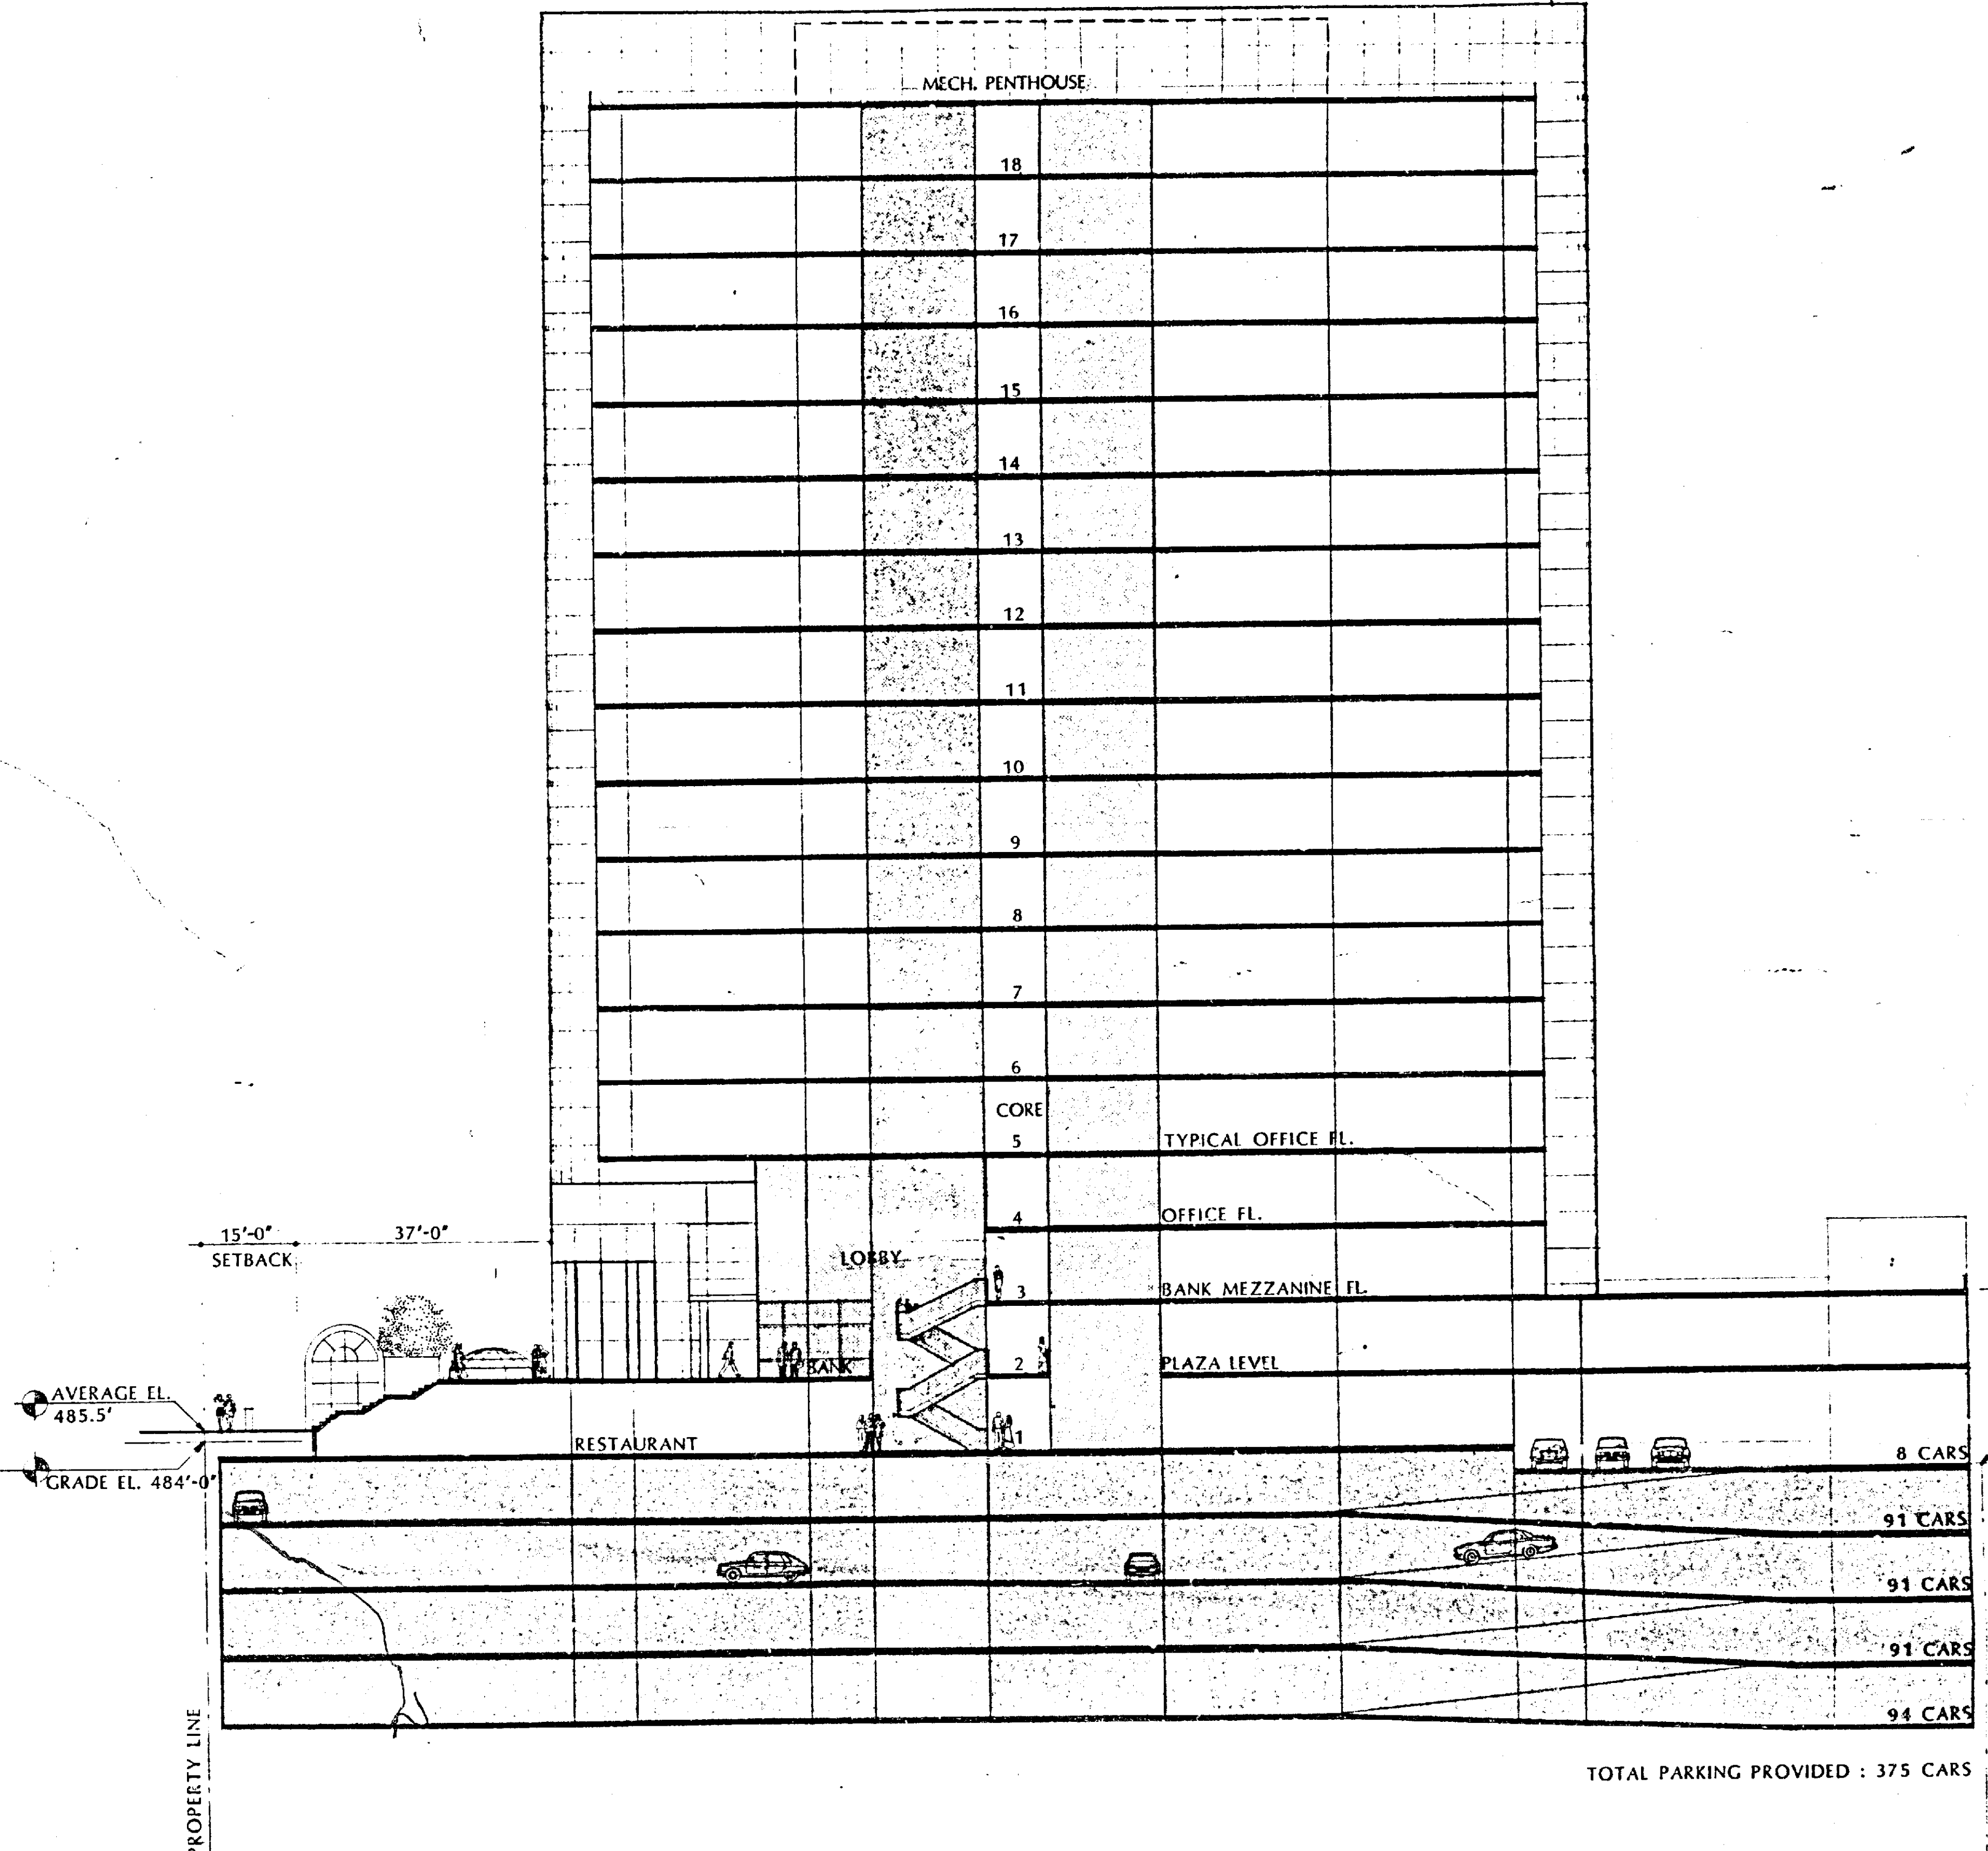 MECH. PENTHOUSE
18
17
16
15
14
13
12
11
10
9
8
7
6
CORE
5 TYPICAL OFFICE FL.
4 OFFICE FL.
15'-0" 37'-0"
SETBACK
LOBBY
3 BANK MEZZANINE FL.
2 PLAZA LEVEL
BANK
AVERAGE EL.
485.5'
RESTAURANT
1
8 CARS
GRADE EL. 484'-0"
91 CARS
91 CARS
91 CARS
94 CARS
PROPERTY LINE
TOTAL PARKING PROVIDED : 375 CARS